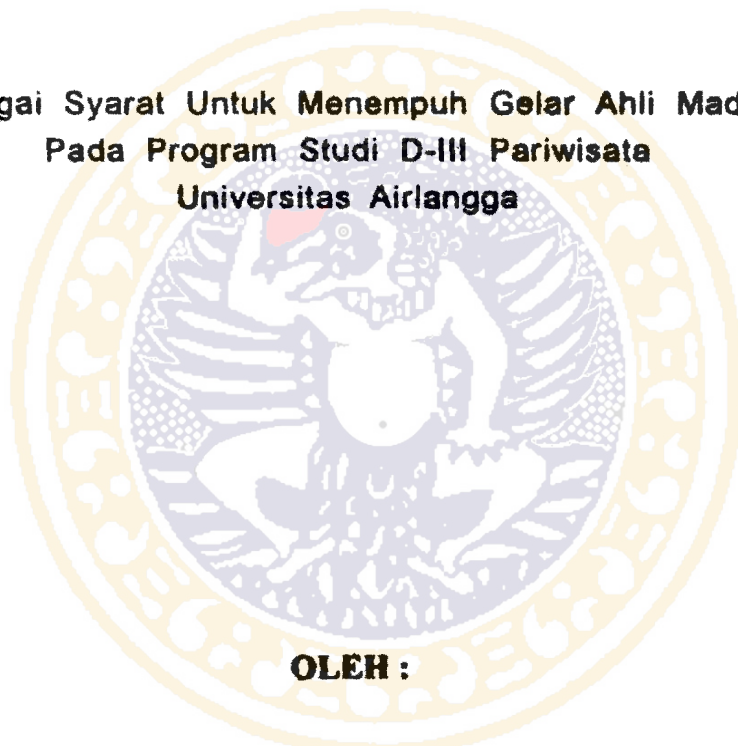 gai Syarat Untuk Menempuh Gelar Ahli Mad
Pada Program Studi D-III Pariwisata
Universitas Airlangga
OLEH :